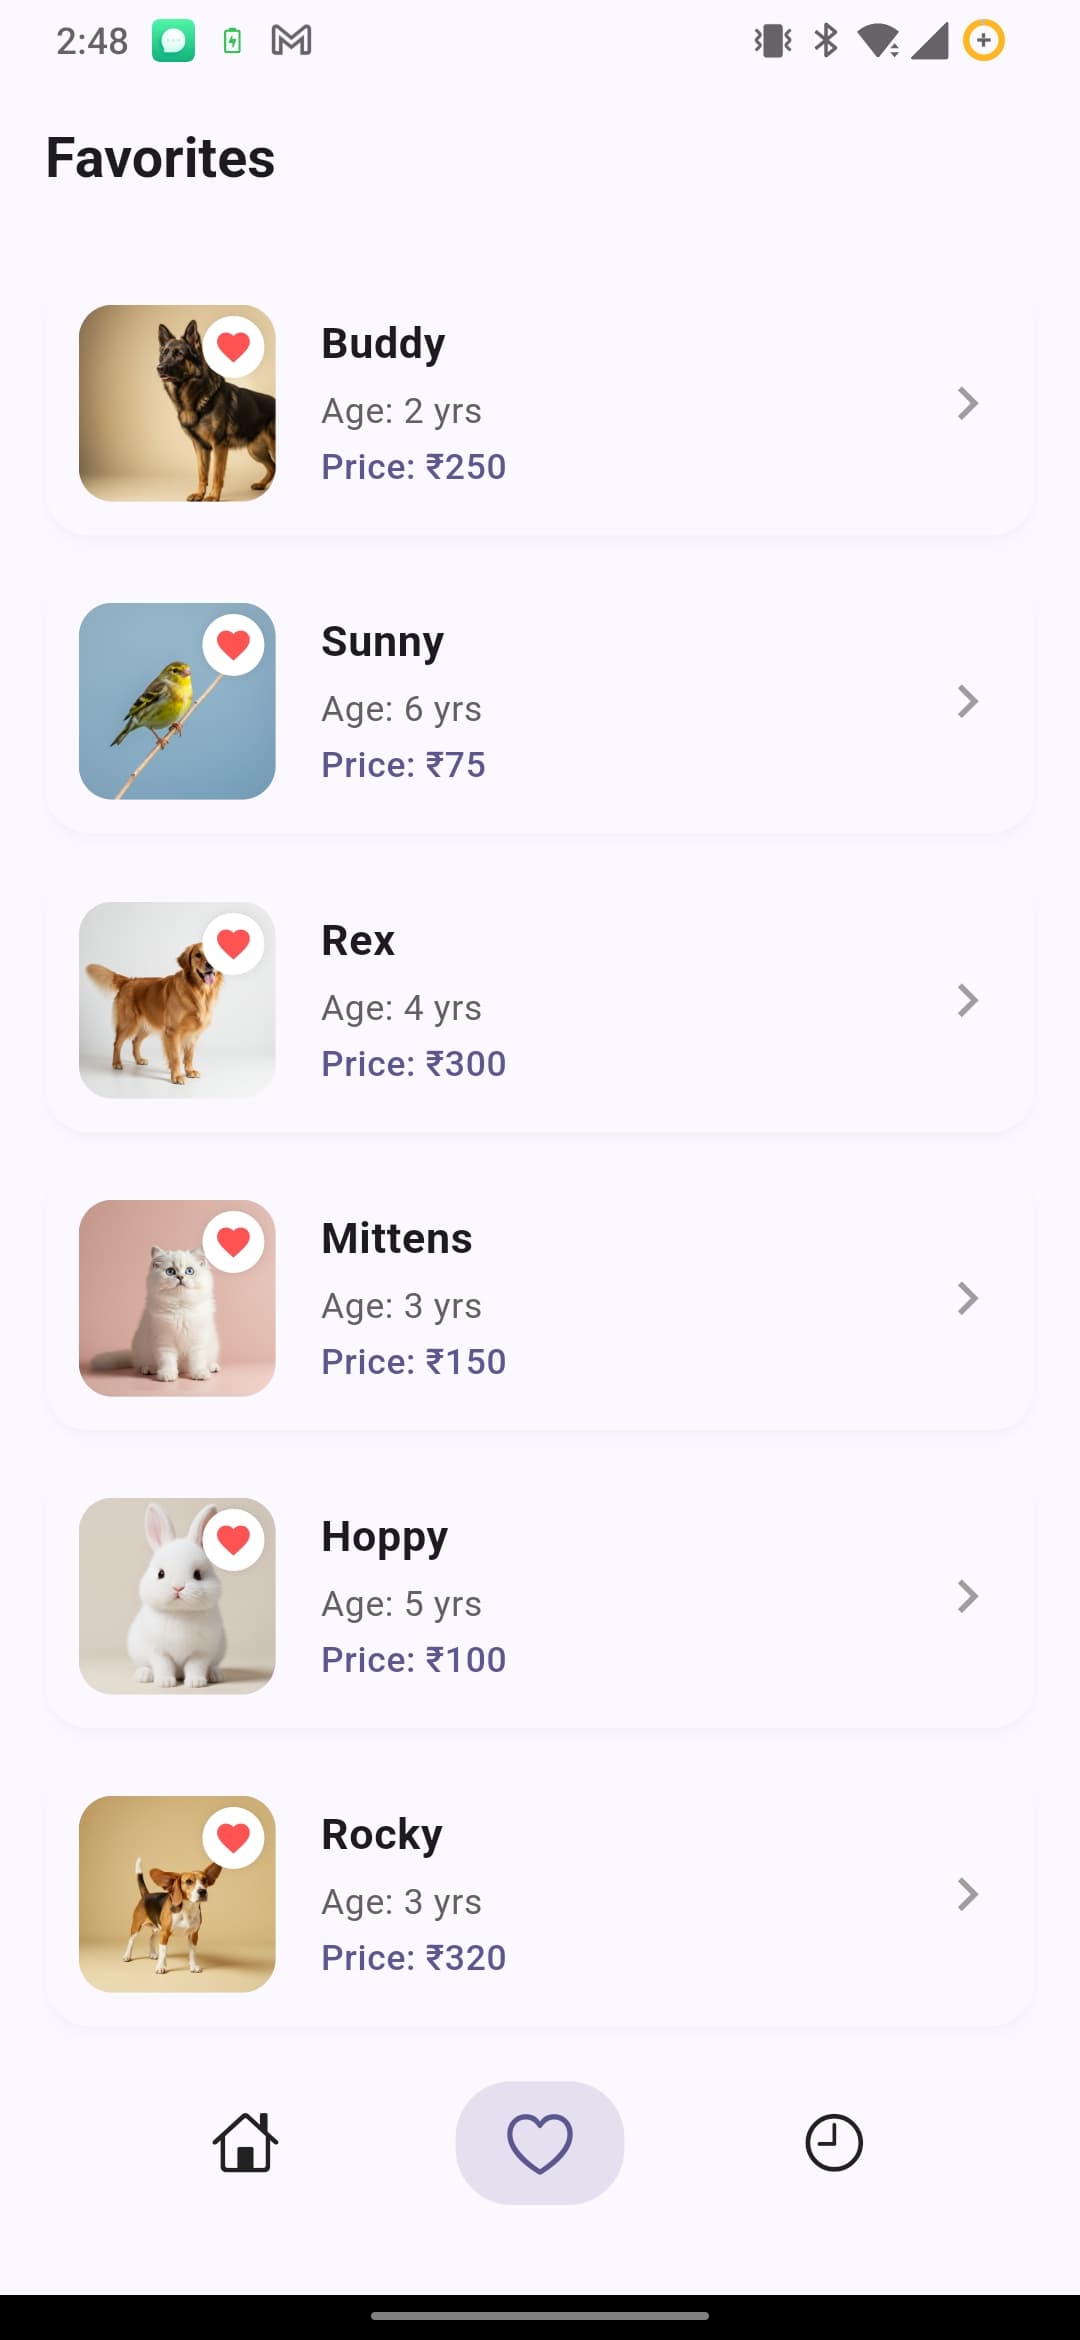 2:48
Favorites
Buddy
Age: 2 yrs
Price: ₹250
Sunny
Age: 6 yrs
Price: ₹75
Rex
Age: 4 yrs
Price: ₹300
Mittens
Age: 3 yrs
Price: ₹150
Hoppy
Age: 5 yrs
Price: ₹100
Rocky
Age: 3 yrs
Price: ₹320